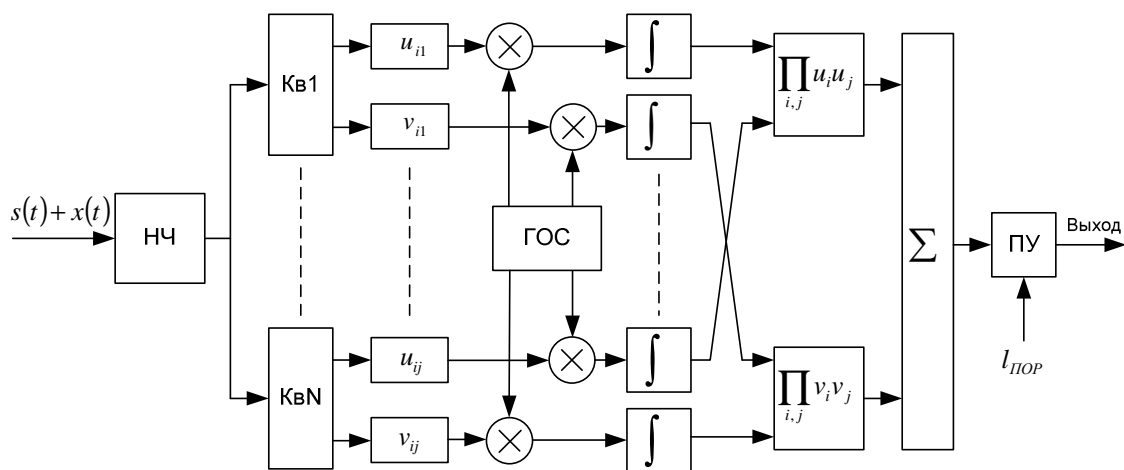 u_{i1}
Кв1
∏_{i,j} u_i u_j
v_{i1}
∫
∫
s(t) + x(t)
НЧ
ГОС
Σ
ПУ
Выход
l_{ПОР}
КвN
u_{ij}
∫
∏_{i,j} v_i v_j
v_{ij}
∫